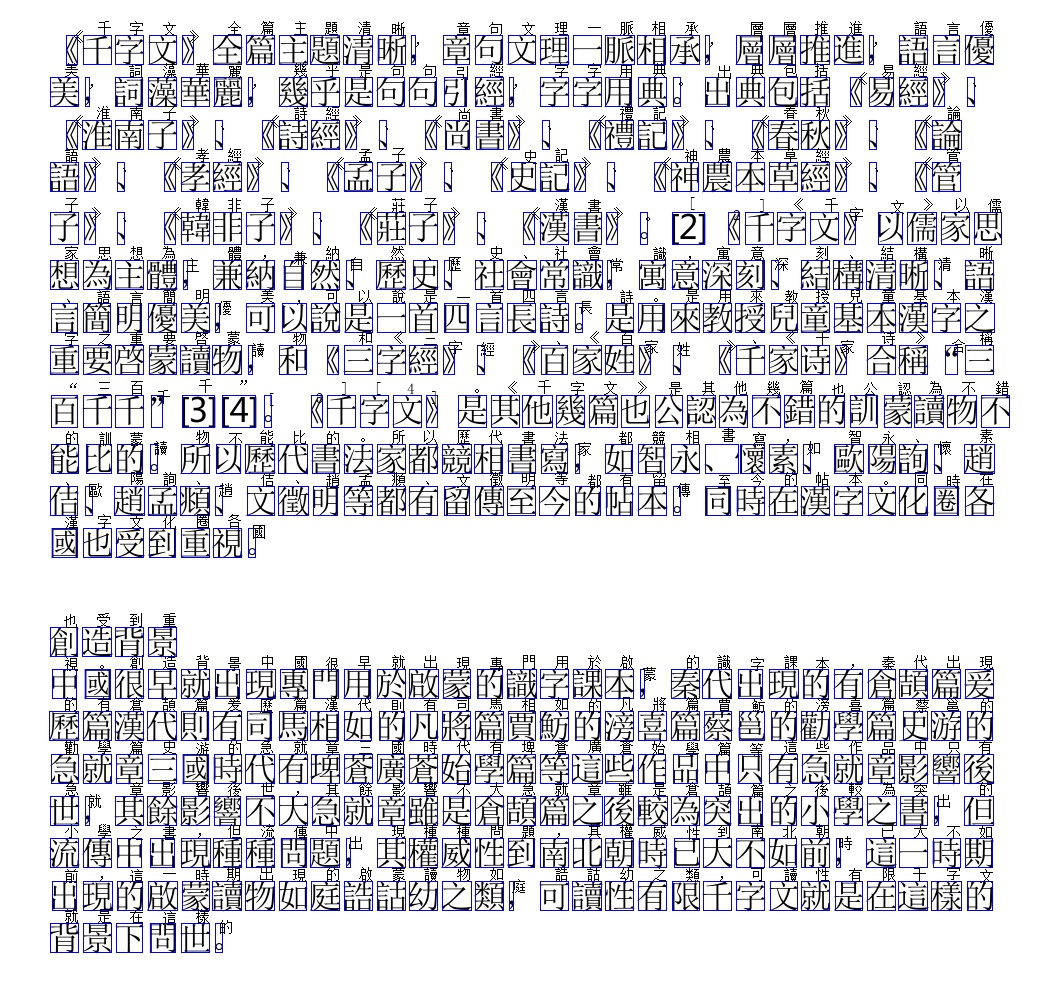 《千字文》全篇主題清晰，章句文理一脈相承，層層推進，語言優
美，詞藻華麗，幾乎是句句引經，字字用典。出典包括《易經》、
《淮南子》、《詩經》、《尚書》、《禮記》、《春秋》、《論
語》、《孝經》、《孟子》、《史記》、《神農本草經》、《管
子》、《韓非子》、《莊子》、《漢書》。[2]《千字文》以儒家思
想為主體，兼納自然、歷史、社會常識，寓意深刻、結構清晰、語
言簡明優美，可以說是一首四言長詩。是用來教授兒童基本漢字之
重要啓蒙讀物，和《三字經》、《百家姓》、《千家诗》合稱“三
百千千”[3][4]。《千字文》是其他幾篇也公認為不錯的訓蒙讀物不
能比的。所以歷代書法家都競相書寫，如智永、懷素、歐陽詢、趙
佶、趙孟頫、文徵明等都有留傳至今的帖本。同時在漢字文化圈各
國也受到重視。
創造背景
中國很早就出現專門用於啟蒙的識字課本，秦代出現的有倉頡篇爰
歷篇漢代則有司馬相如的凡將篇賈魴的滂喜篇蔡邕的勸學篇史游的
急就章三國時代有埤蒼廣蒼始學篇等這些作品中只有急就章影響後
世，其餘影響不大急就章雖是倉頡篇之後較為突出的小學之書，但
流傳中出現種種問題，其權威性到南北朝時已大不如前，這一時期
出現的啟蒙讀物如庭誥詁幼之類，可讀性有限千字文就是在這樣的
背景下問世。